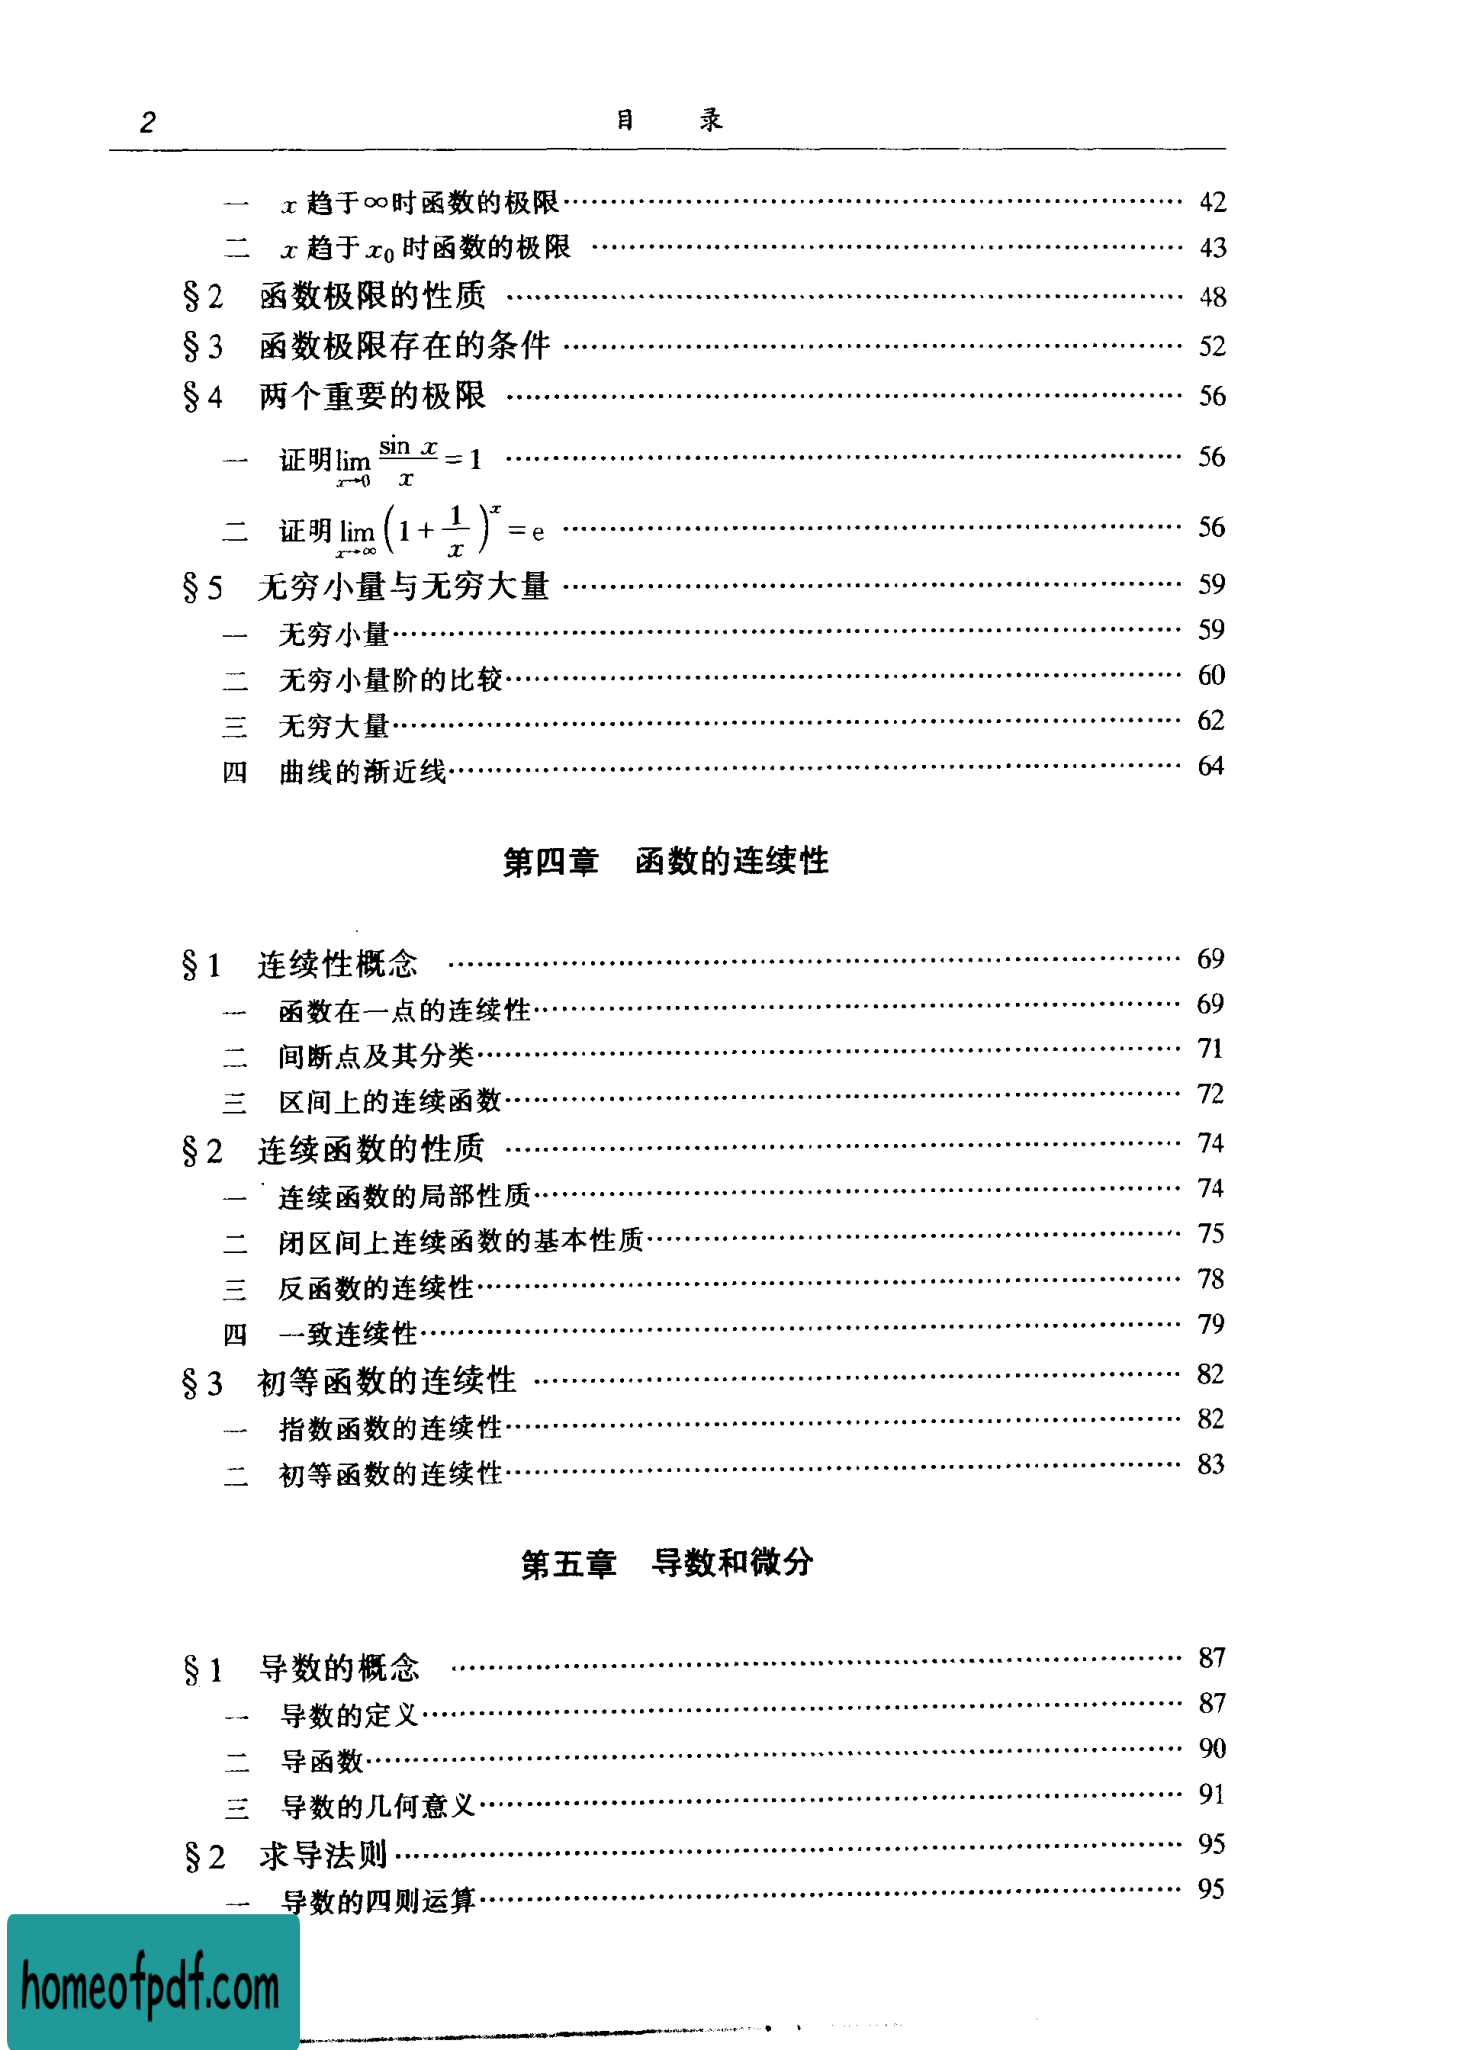 2 目 录
一 x 趋于∞时函数的极限…… 42
二 x 趋于 x₀ 时函数的极限 …… 43
§2 函数极限的性质 …… 48
§3 函数极限存在的条件 …… 52
§4 两个重要的极限 …… 56
一 证明 lim_{x→0} sin x / x = 1 …… 56
二 证明 lim_{x→∞} (1 + 1/x)^x = e …… 56
§5 无穷小量与无穷大量 …… 59
一 无穷小量…… 59
二 无穷小量阶的比较…… 60
三 无穷大量…… 62
四 曲线的渐近线…… 64
第四章 函数的连续性
§1 连续性概念 …… 69
一 函数在一点的连续性…… 69
二 间断点及其分类…… 71
三 区间上的连续函数…… 72
§2 连续函数的性质 …… 74
一 连续函数的局部性质…… 74
二 闭区间上连续函数的基本性质…… 75
三 反函数的连续性…… 78
四 一致连续性…… 79
§3 初等函数的连续性 …… 82
一 指数函数的连续性…… 82
二 初等函数的连续性…… 83
第五章 导数和微分
§1 导数的概念 …… 87
一 导数的定义…… 87
二 导函数…… 90
三 导数的几何意义…… 91
§2 求导法则 …… 95
一 导数的四则运算…… 95
homeofpdf.com